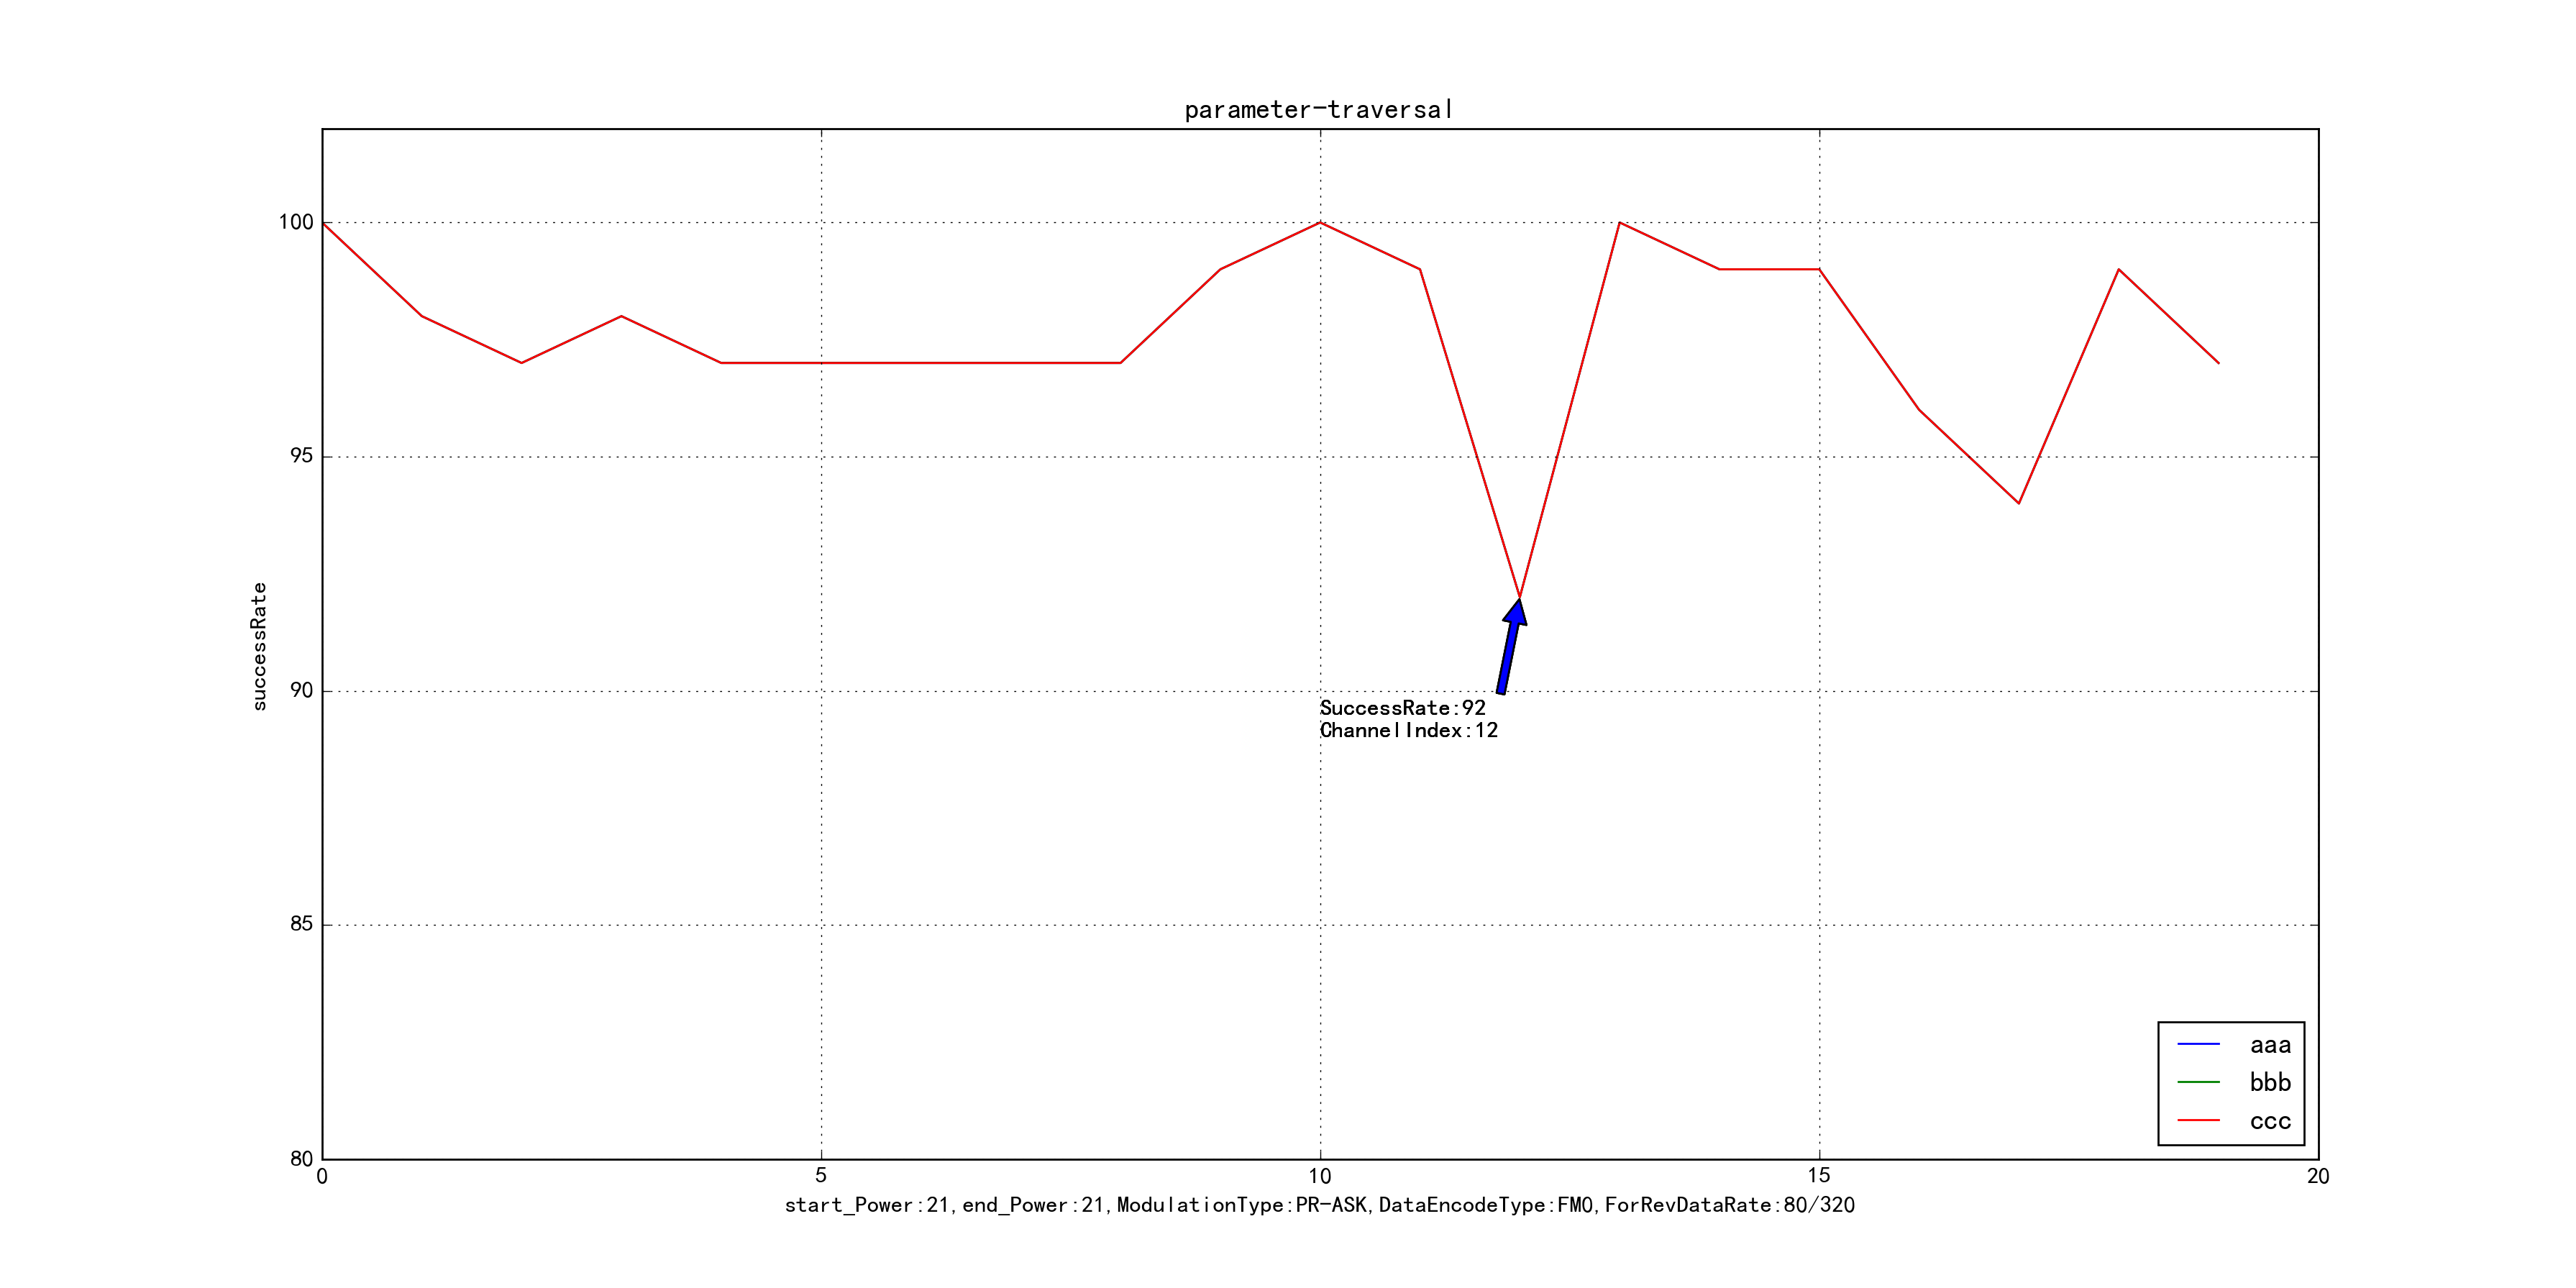 parameter-traversal
100
95
90
85
80
successRate
SuccessRate:92
ChannelIndex:12
aaa
bbb
ccc
0 5 10 15 20
start_Power:21,end_Power:21,ModulationType:PR-ASK,DataEncodeType:FM0,ForRevDataRate:80/320